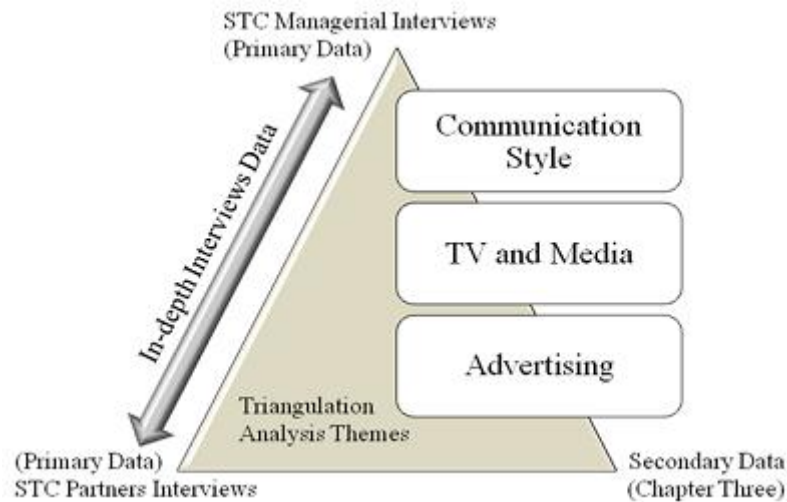 STC Managerial Interviews
(Primary Data)
Communication
Style
In-depth Interviews Data
TV and Media
Advertising
Triangulation
Analysis Themes
(Primary Data)
STC Partners Interviews
Secondary Data
(Chapter Three)